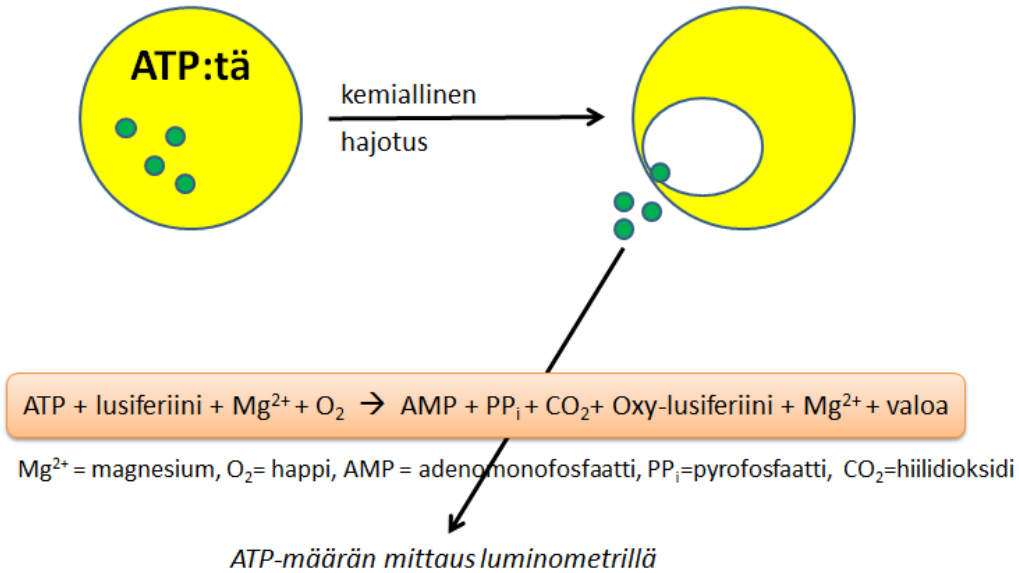 ATP:tä
kemiallinen
hajotus
ATP + lusiferiini + Mg²⁺ + O₂ → AMP + PPᵢ + CO₂+ Oxy-lusiferiini + Mg²⁺ + valoa
Mg²⁺ = magnesium, O₂= happi, AMP = adenomonofosfaatti, PPᵢ=pyrofosfaatti, CO₂=hiilidioksidi
ATP-määrän mittaus luminometrillä